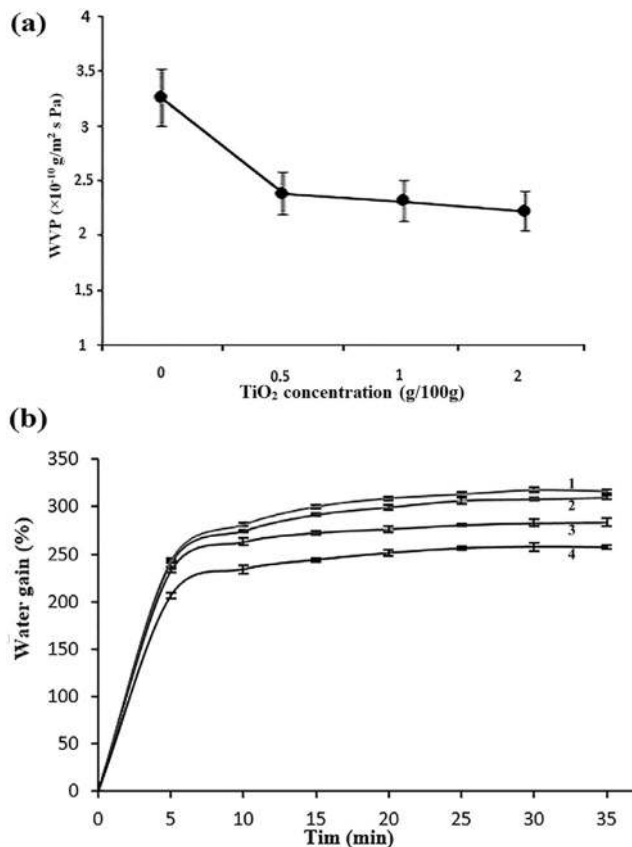 (a)
4
3.5
3
2.5
2
1.5
1
WVP (×10⁻¹⁰ g/m² s Pa)
0 0.5 1 2
TiO₂ concentration (g/100g)
(b)
350
300
250
200
150
100
50
0
Water gain (%)
1
2
3
4
0 5 10 15 20 25 30 35
Tim (min)